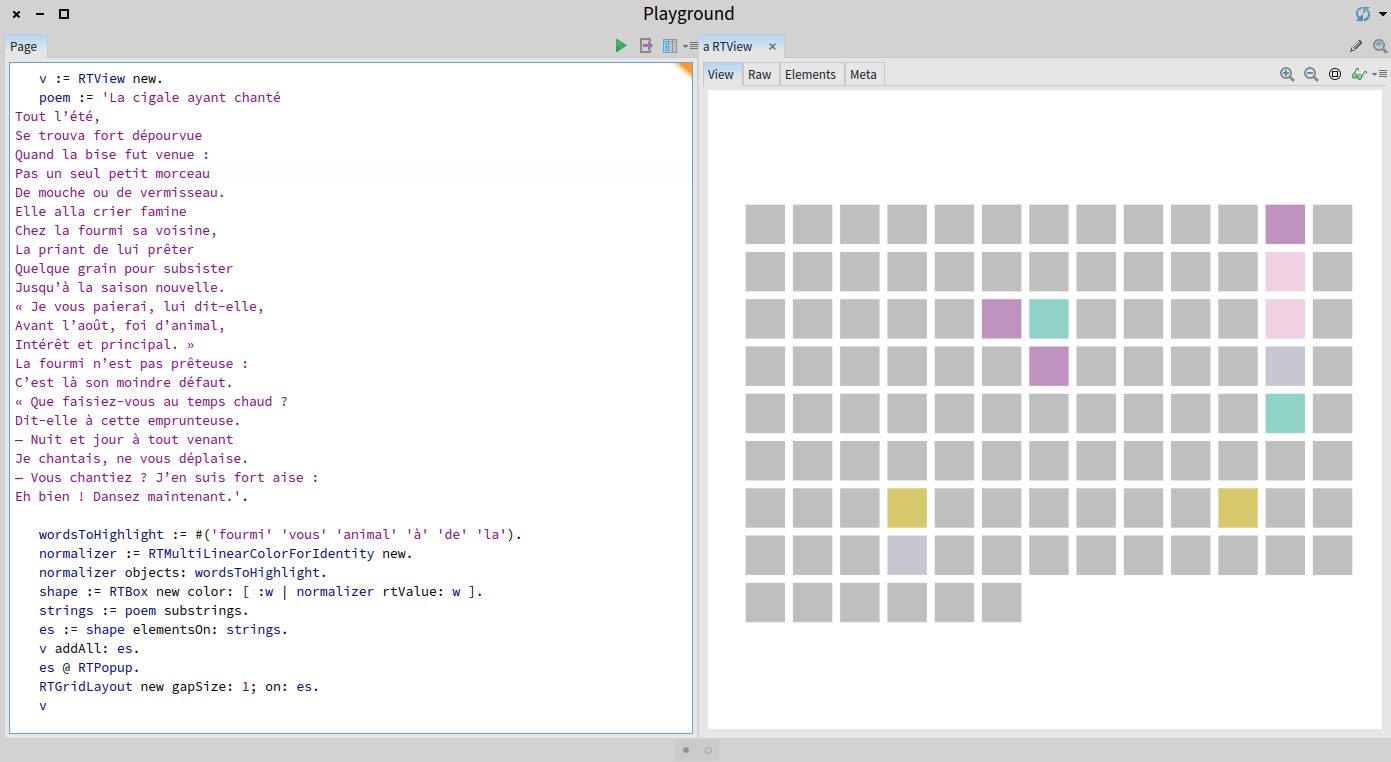 Playground
Page
a RTView
View Raw Elements Meta
v := RTView new.
poem := 'La cigale ayant chanté
Tout l’été,
Se trouva fort dépourvue
Quand la bise fut venue :
Pas un seul petit morceau
De mouche ou de vermisseau.
Elle alla crier famine
Chez la fourmi sa voisine,
La priant de lui prêter
Quelque grain pour subsister
Jusqu’à la saison nouvelle.
« Je vous paierai, lui dit-elle,
Avant l’août, foi d’animal,
Intérêt et principal. »
La fourmi n’est pas prêteuse :
C’est là son moindre défaut.
« Que faisiez-vous au temps chaud ?
Dit-elle à cette emprunteuse.
— Nuit et jour à tout venant
Je chantais, ne vous déplaise.
— Vous chantiez ? J’en suis fort aise :
Eh bien ! Dansez maintenant.'.
wordsToHighlight := #('fourmi' 'vous' 'animal' 'à' 'de' 'la').
normalizer := RTMultiLinearColorForIdentity new.
normalizer objects: wordsToHighlight.
shape := RTBox new color: [ :w | normalizer rtValue: w ].
strings := poem substrings.
es := shape elementsOn: strings.
v addAll: es.
es @ RTPopup.
RTGridLayout new gapSize: 1; on: es.
v